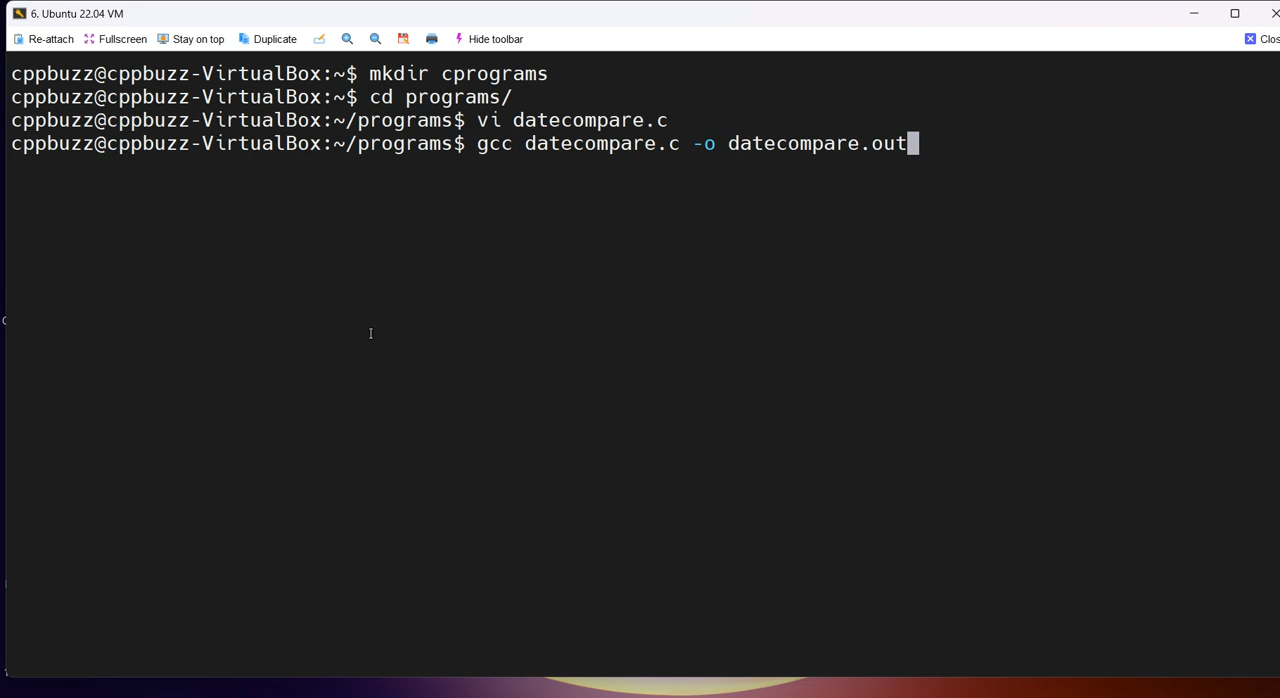 6. Ubuntu 22.04 VM
Re-attach Fullscreen Stay on top Duplicate Hide toolbar Clos
cppbuzz@cppbuzz-VirtualBox:~$ mkdir cprograms
cppbuzz@cppbuzz-VirtualBox:~$ cd programs/
cppbuzz@cppbuzz-VirtualBox:~/programs$ vi datecompare.c
cppbuzz@cppbuzz-VirtualBox:~/programs$ gcc datecompare.c -o datecompare.out